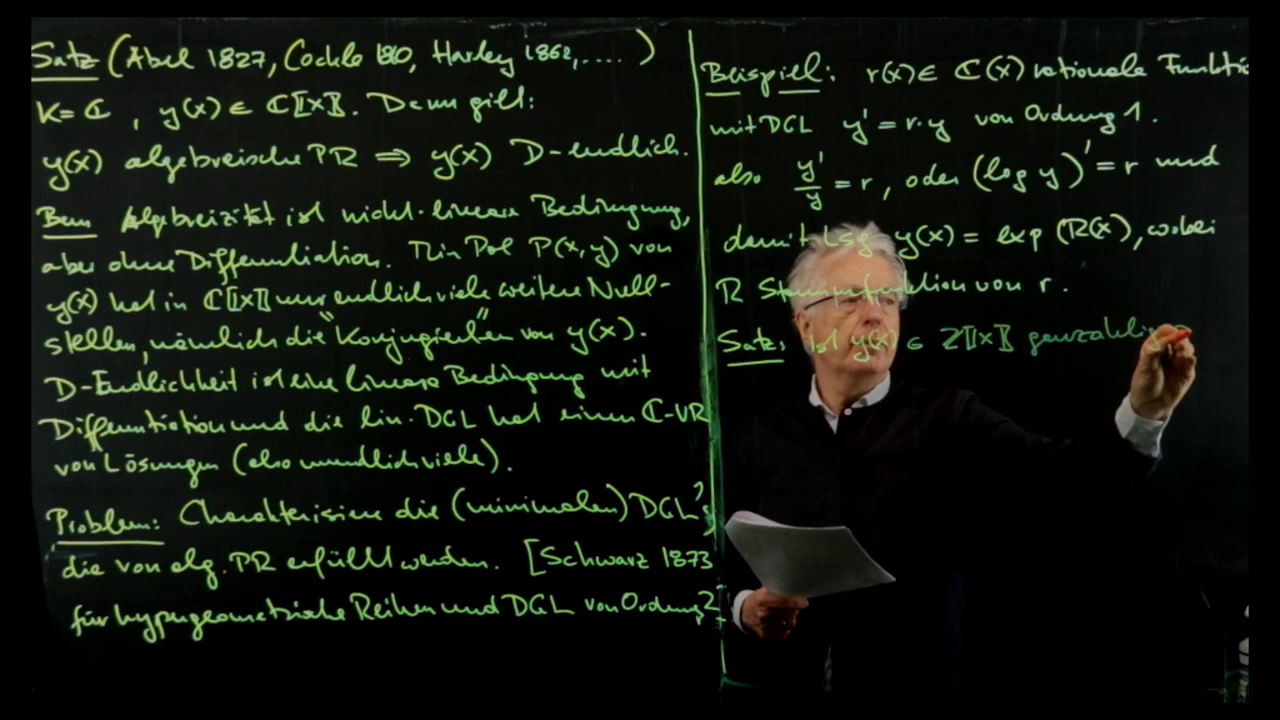 Satz (Abel 1827, Cockle 1860, Harley 1862, .... )
K = ℂ , y(x) ∈ ℂ⟦x⟧. Dann gilt:
y(x) algebraische PR ⇒ y(x) D-endlich.
Bem Algebraizität ist nicht-lineare Bedingung,
aber ohne Differentiation. Min Pol P(x,y) von
y(x) hat in ℂ⟦x⟧ nur endlich viele weitere Null-
stellen, nämlich die "Konjugierten" von y(x).
D-Endlichkeit ist eine lineare Bedingung mit
Differentiation und die lin. DGL hat einen ℂ-VR
von Lösungen (also unendlich viele).
Problem: Charakterisiere die (minimalen) DGL's
die von alg. PR erfüllt werden. [Schwarz 1873
für hypergeometrische Reihen und DGL von Ordnung 2]
Beispiel: r(x) ∈ ℂ(x) rationale Funktio
mit DGL y' = r·y von Ordnung 1.
also y'/y = r, oder (log y)' = r und
damit Lsg y(x) = exp (R(x)), wobei
R Stammfunktion von r.
Satz: Ist y(x) ∈ ℤ⟦x⟧ ganzzahlig